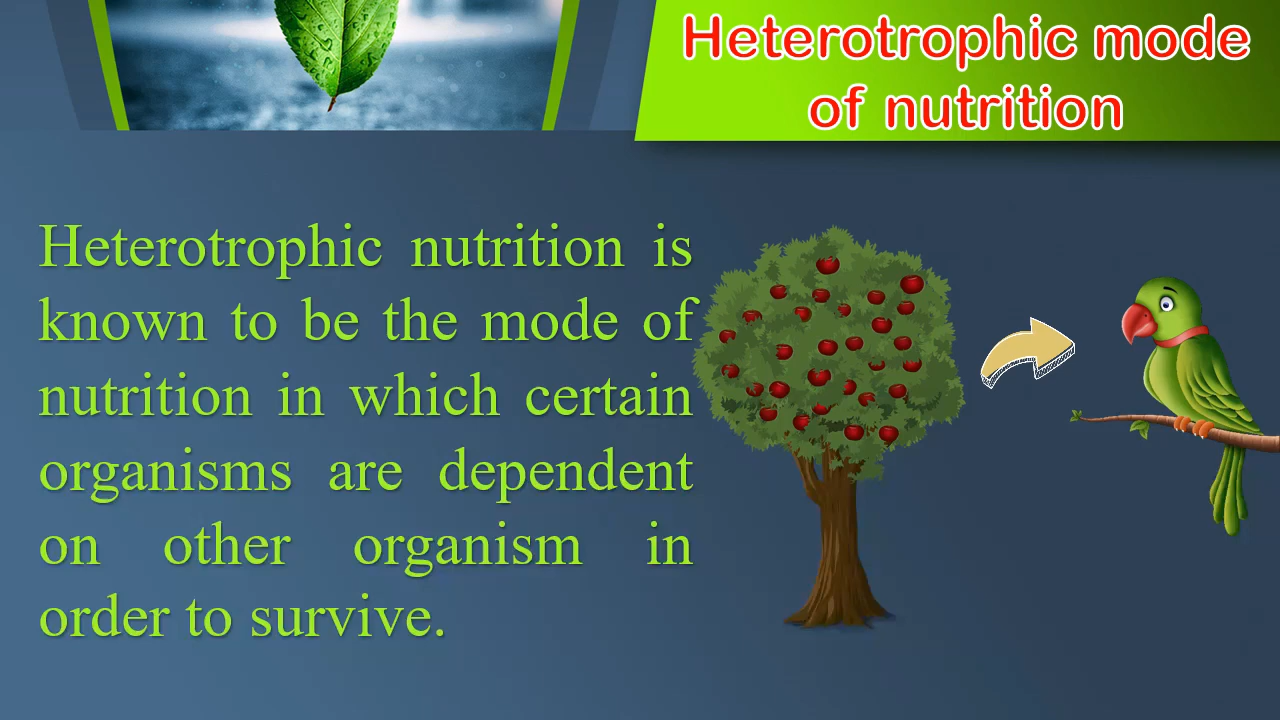 Heterotrophic mode
of nutrition
Heterotrophic nutrition is
known to be the mode of
nutrition in which certain
organisms are dependent
on other organism in
order to survive.